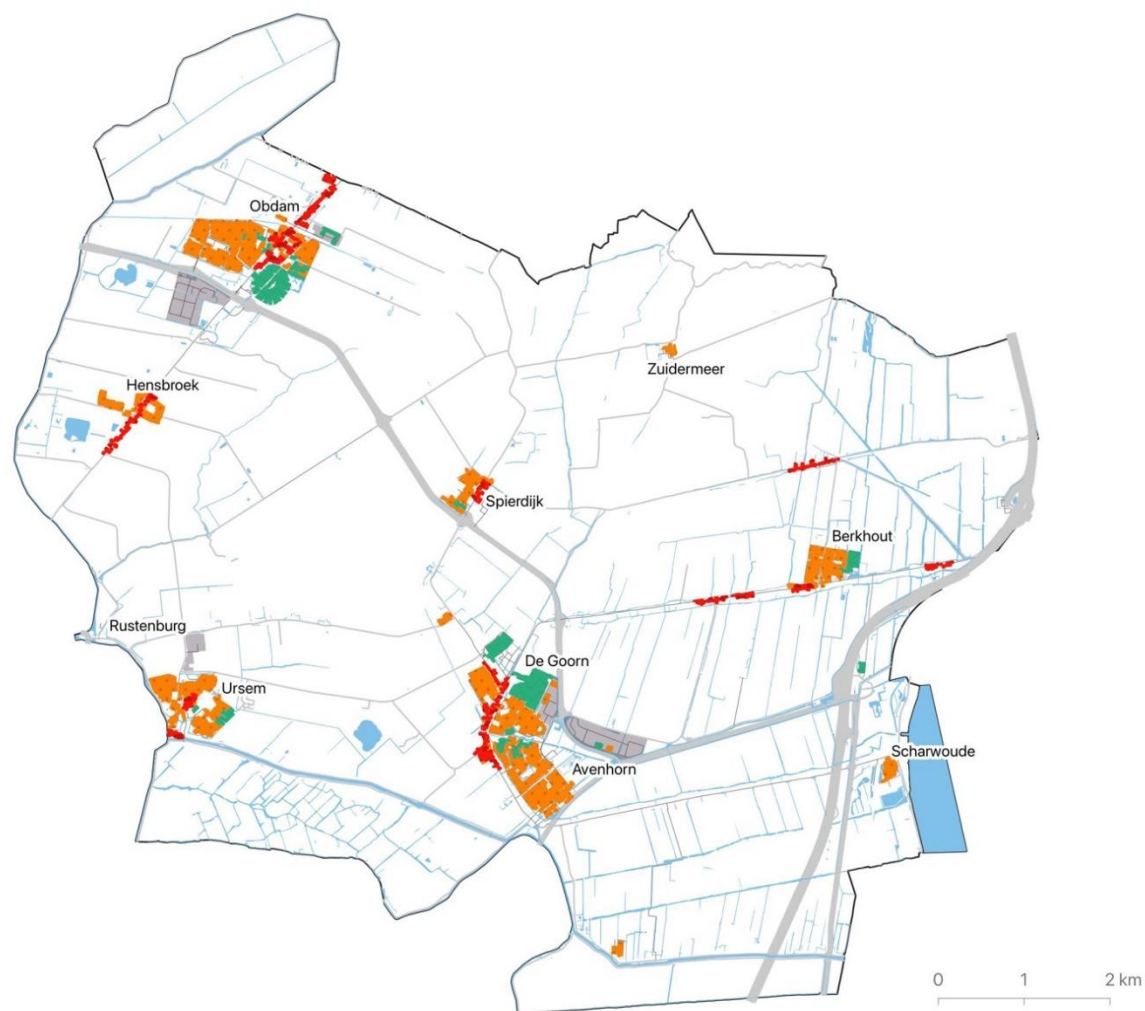 Obdam
Zuidermeer
Hensbroek
Spierdijk
Berkhout
Rustenburg
De Goorn
Ursem
Scharwoude
Avenhorn
0 1 2 km